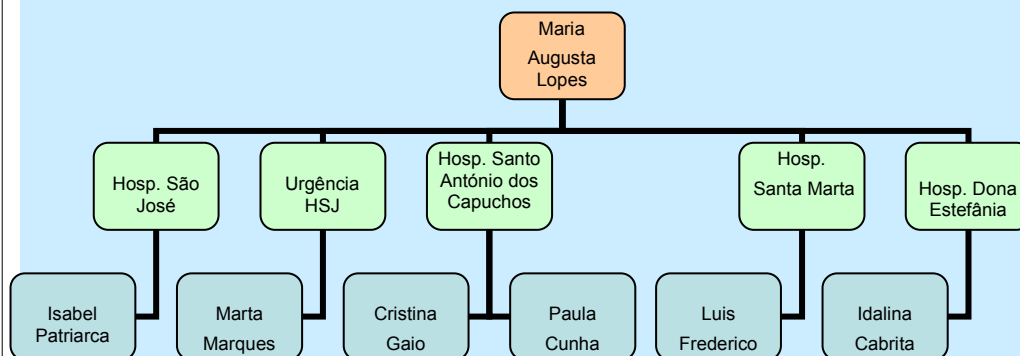 Maria
Augusta
Lopes
Hosp. São
José
Urgência
HSJ
Hosp. Santo
António dos
Capuchos
Hosp.
Santa Marta
Hosp. Dona
Estefânia
Isabel
Patriarca
Marta
Marques
Cristina
Gaio
Paula
Cunha
Luis
Frederico
Idalina
Cabrita